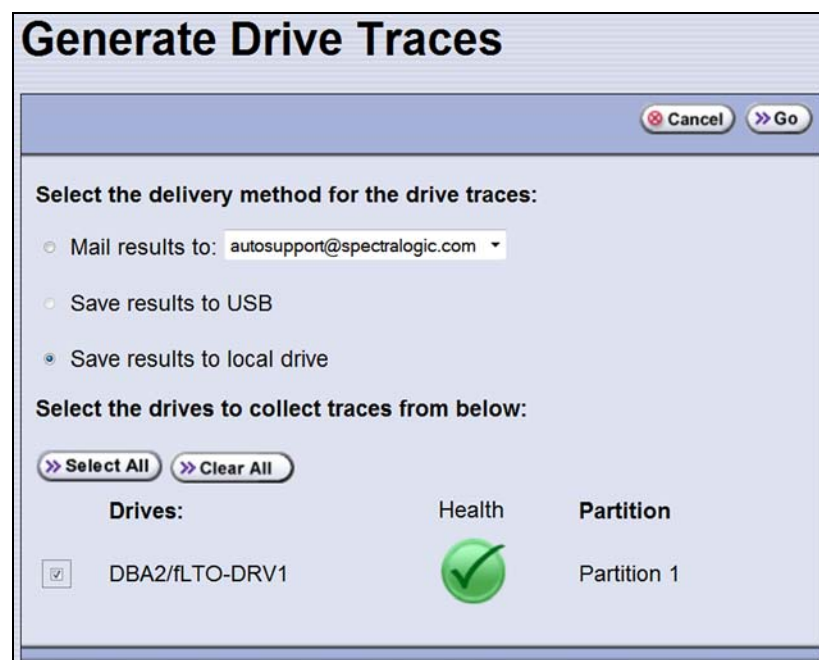 Generate Drive Traces
Cancel Go
Select the delivery method for the drive traces:
Mail results to: autosupport@spectralogic.com
Save results to USB
Save results to local drive
Select the drives to collect traces from below:
Select All Clear All
Drives: Health Partition
DBA2/fLTO-DRV1 Partition 1